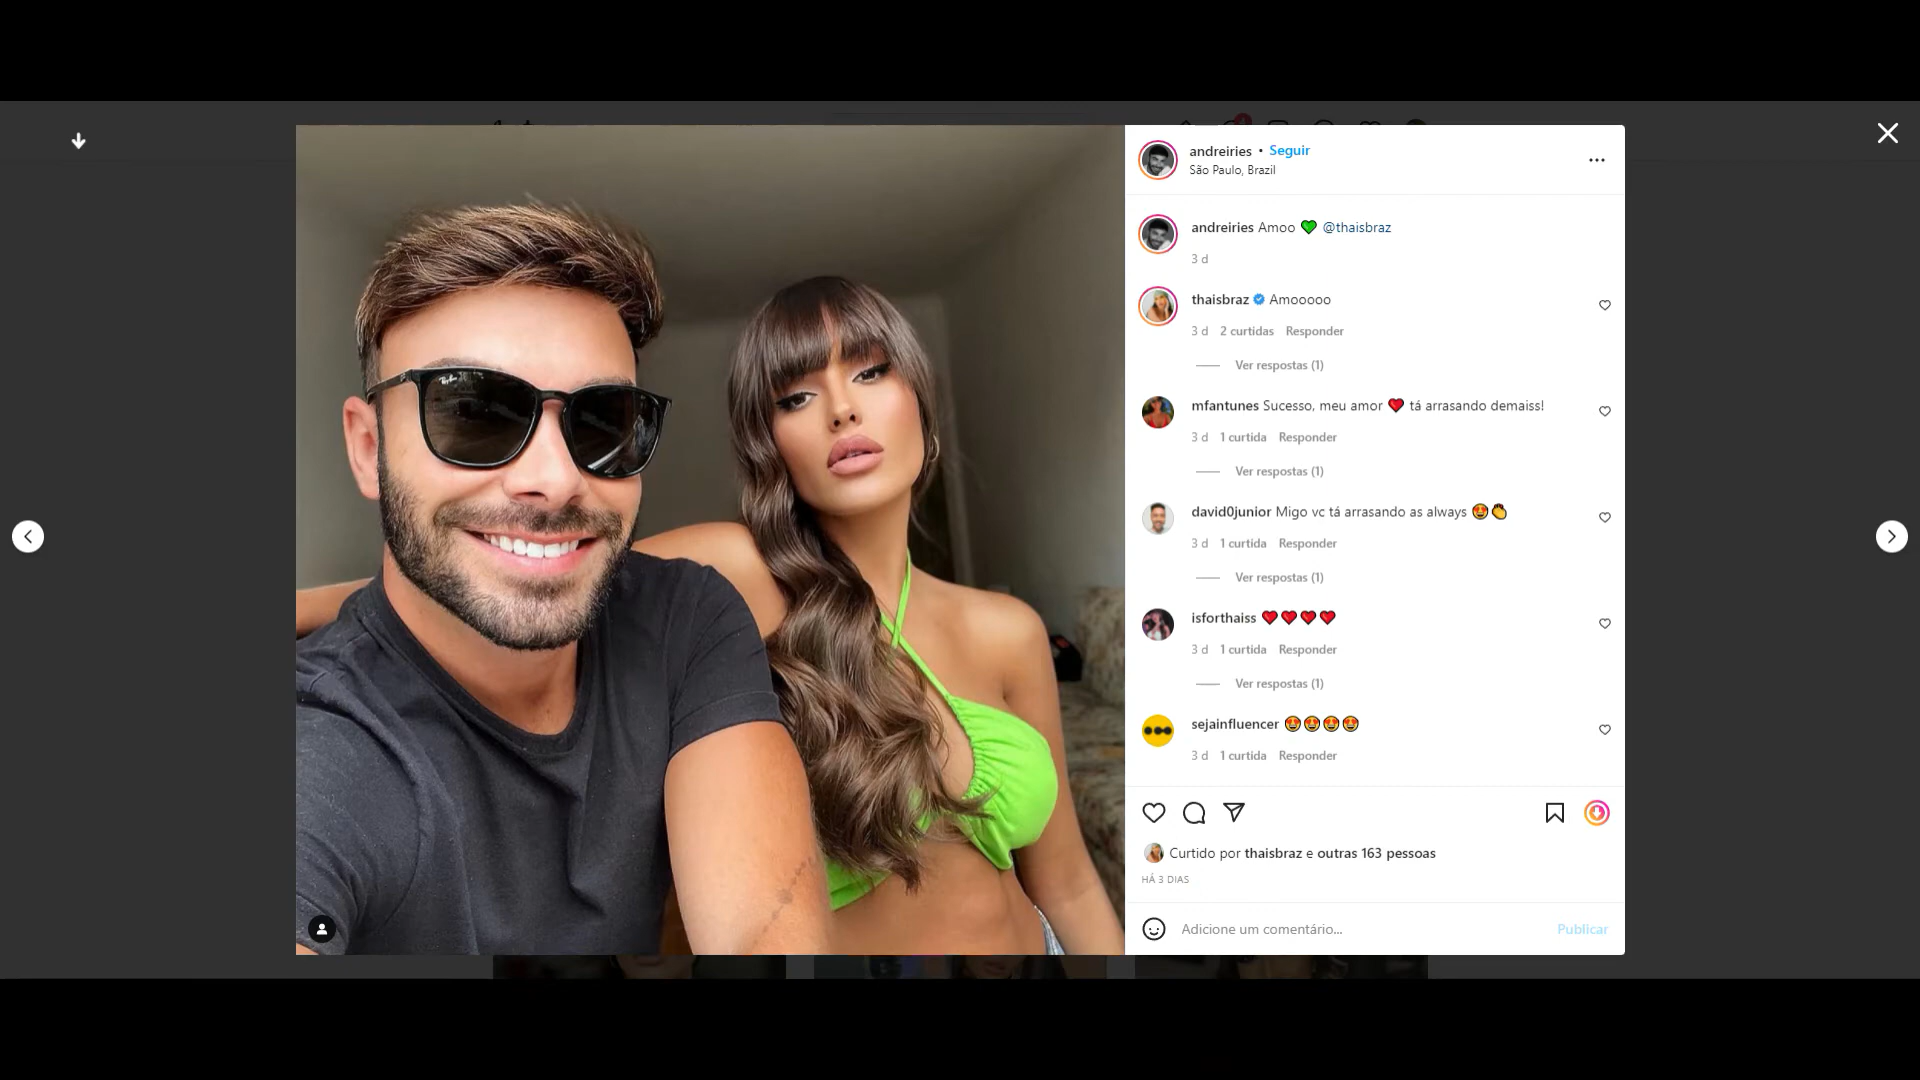 andreiries • Seguir
São Paulo, Brazil
andreiries Amoo 💚 @thaisbraz
3 d
thaisbraz Amooooo
3 d 2 curtidas Responder
Ver respostas (1)
mfantunes Sucesso, meu amor ❤️ tá arrasando demaiss!
3 d 1 curtida Responder
Ver respostas (1)
david0junior Migo vc tá arrasando as always 😍👏
3 d 1 curtida Responder
Ver respostas (1)
isforthaiss ❤️❤️❤️❤️
3 d 1 curtida Responder
Ver respostas (1)
sejainfluencer 😍😍😍😍
3 d 1 curtida Responder
Curtido por thaisbraz e outras 163 pessoas
HÁ 3 DIAS
Adicione um comentário... Publicar
Ray-Ban